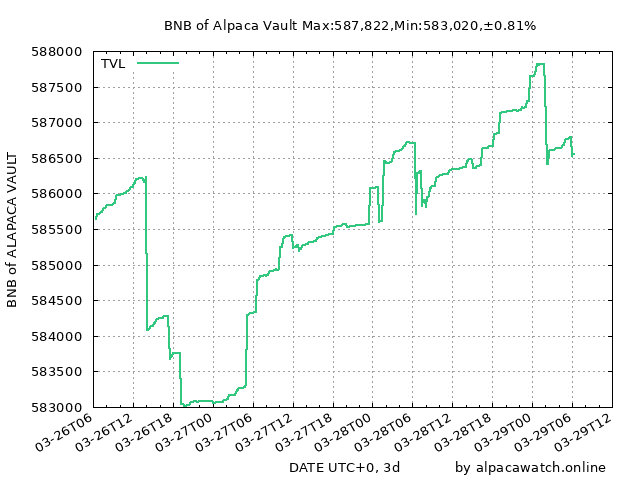 BNB of Alpaca Vault Max:587,822,Min:583,020,±0.81%
TVL
588000
587500
587000
586500
586000
585500
585000
584500
584000
583500
583000
BNB of ALAPACA VAULT
03-26T06
03-26T12
03-26T18
03-27T00
03-27T06
03-27T12
03-27T18
03-28T00
03-28T06
03-28T12
03-28T18
03-29T00
03-29T06
03-29T12
DATE UTC+0, 3d
by alpacawatch.online